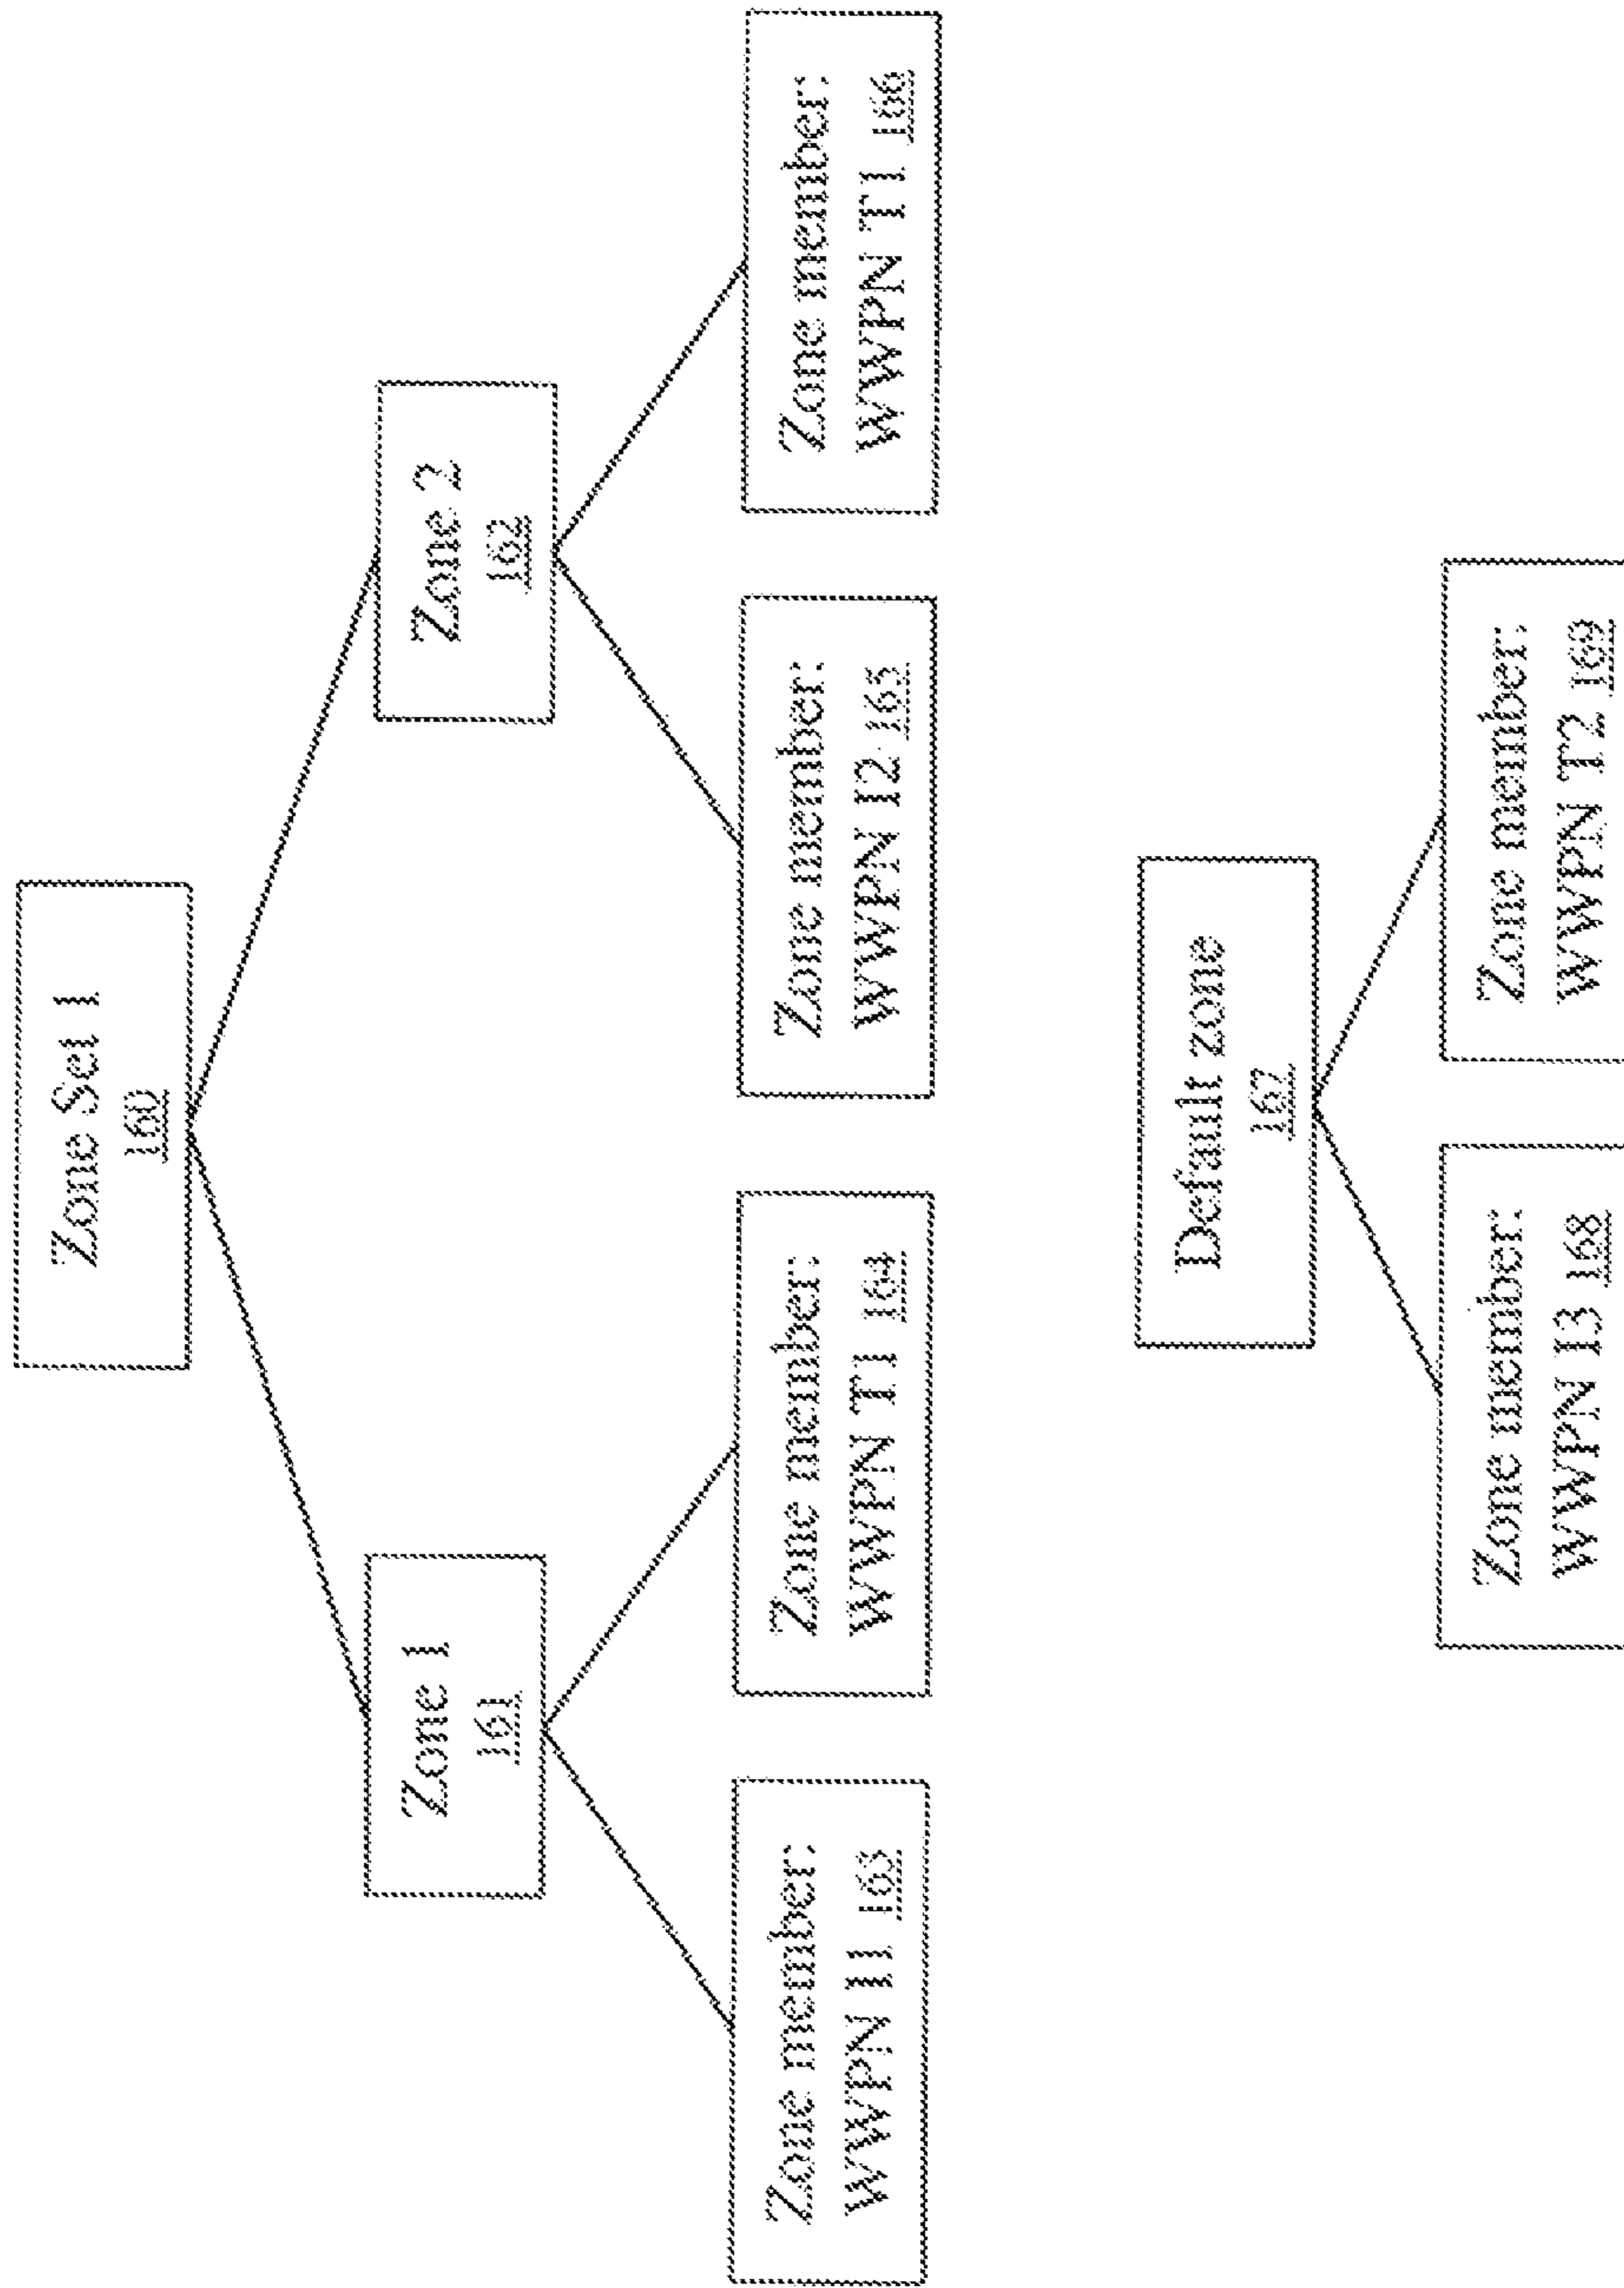 Zone Set 1
160
Zone 1
161
Zone 2
162
Zone member:
WWPN I1 163
Zone member:
WWPN T1 164
Zone member:
WWPN I2 165
Zone member:
WWPN T1 166
Default zone
167
Zone member:
WWPN I3 168
Zone member:
WWPN T2 169